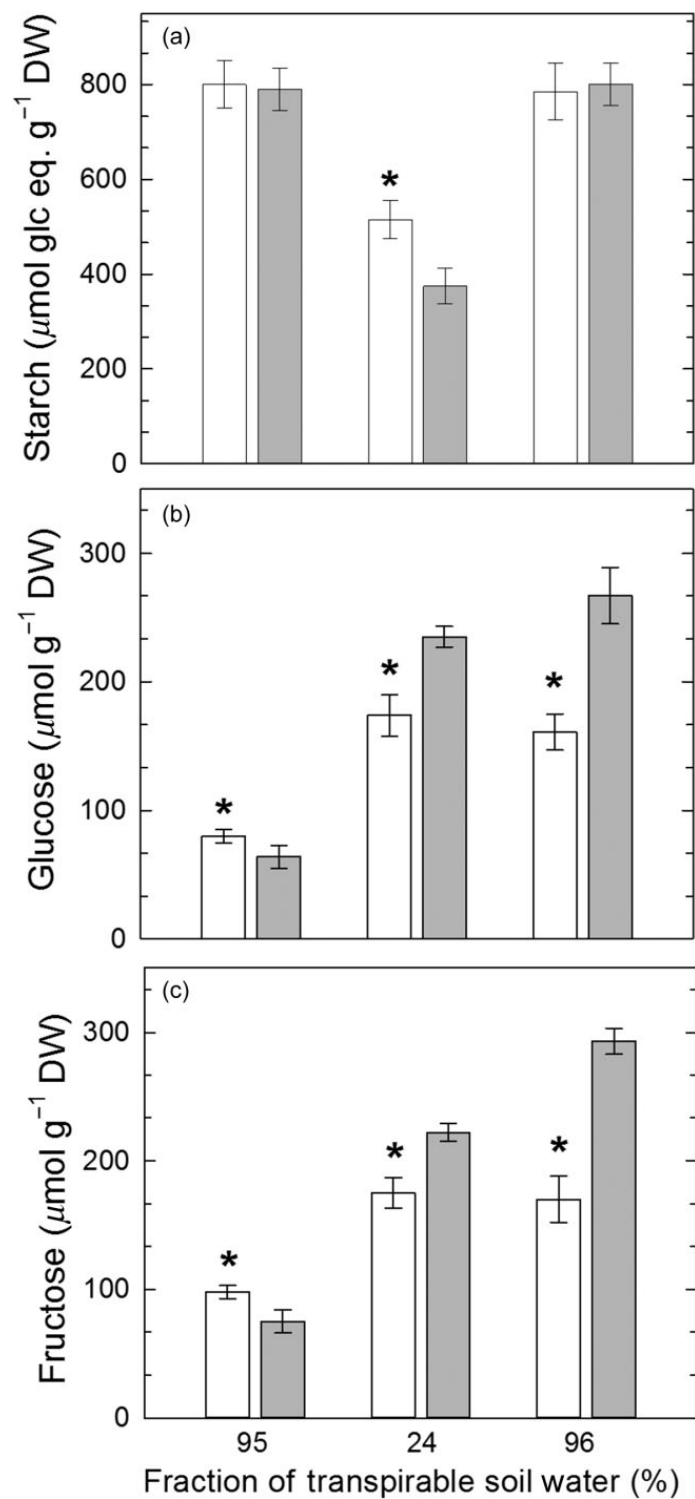 (a)
Starch (μmol glc eq. g⁻¹ DW)
800
600
400
200
0
*
(b)
Glucose (μmol g⁻¹ DW)
300
200
100
0
*
*
*
(c)
Fructose (μmol g⁻¹ DW)
300
200
100
0
*
*
*
95 24 96
Fraction of transpirable soil water (%)